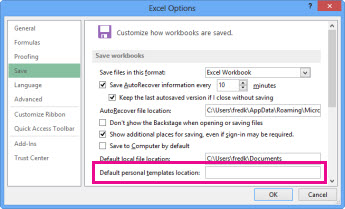 Excel Options
General
Formulas
Proofing
Save
Language
Advanced
Customize Ribbon
Quick Access Toolbar
Add-Ins
Trust Center
Customize how workbooks are saved.
Save workbooks
Save files in this format: Excel Workbook
Save AutoRecover information every 10 minutes
Keep the last autosaved version if I close without saving
AutoRecover file location: C:\Users\fredk\AppData\Roaming\Micro
Don't show the Backstage when opening or saving files
Show additional places for saving, even if sign-in may be required.
Save to Computer by default
Default local file location: C:\Users\fredk\Documents
Default personal templates location:
OK Cancel